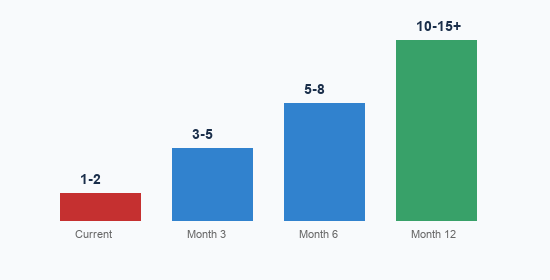 10-15+
5-8
3-5
1-2
Current
Month 3
Month 6
Month 12